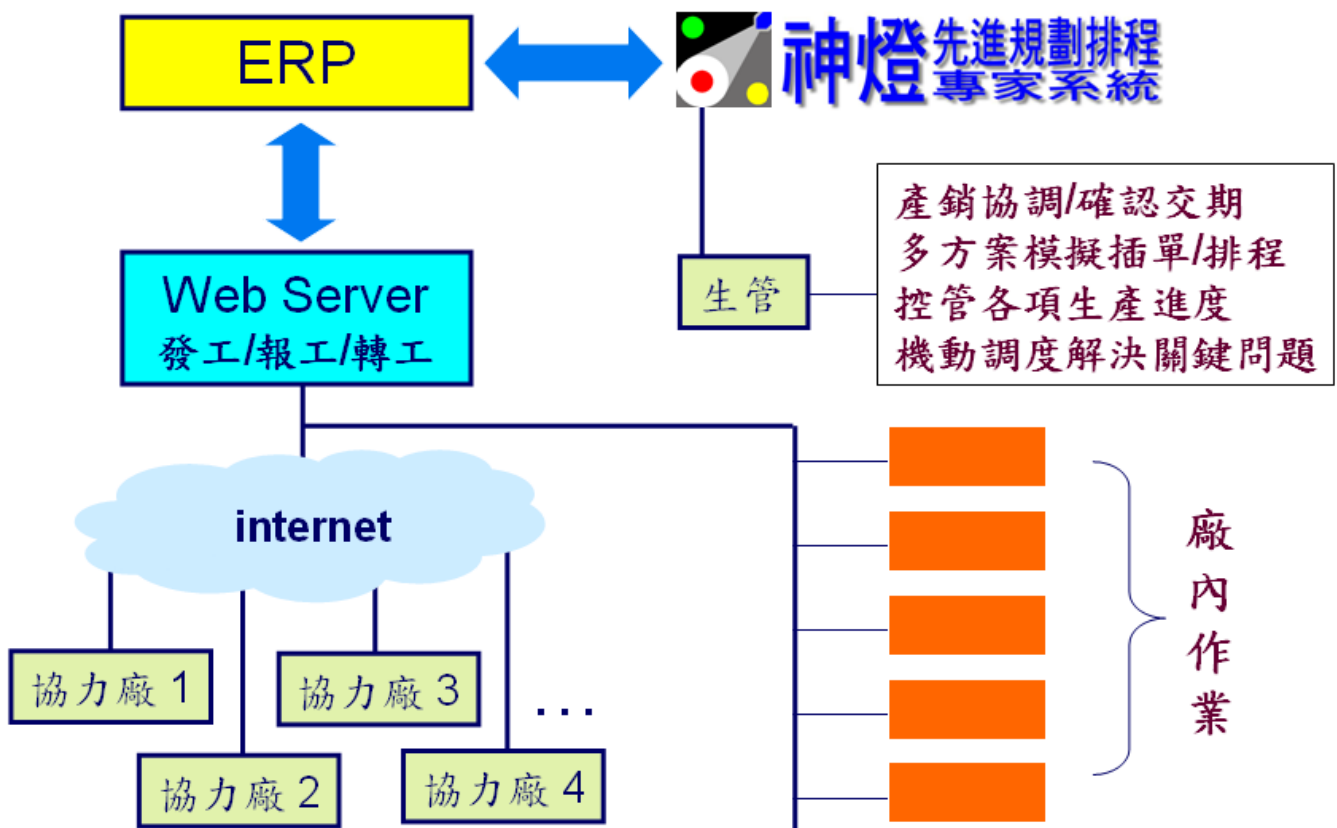 ERP
神燈
先進規劃排程
專家系統
產銷協調/確認交期
多方案模擬插單/排程
控管各項生產進度
機動調度解決關鍵問題
生管
Web Server
發工/報工/轉工
internet
協力廠 1
協力廠 2
協力廠 3
協力廠 4
...
廠內作業